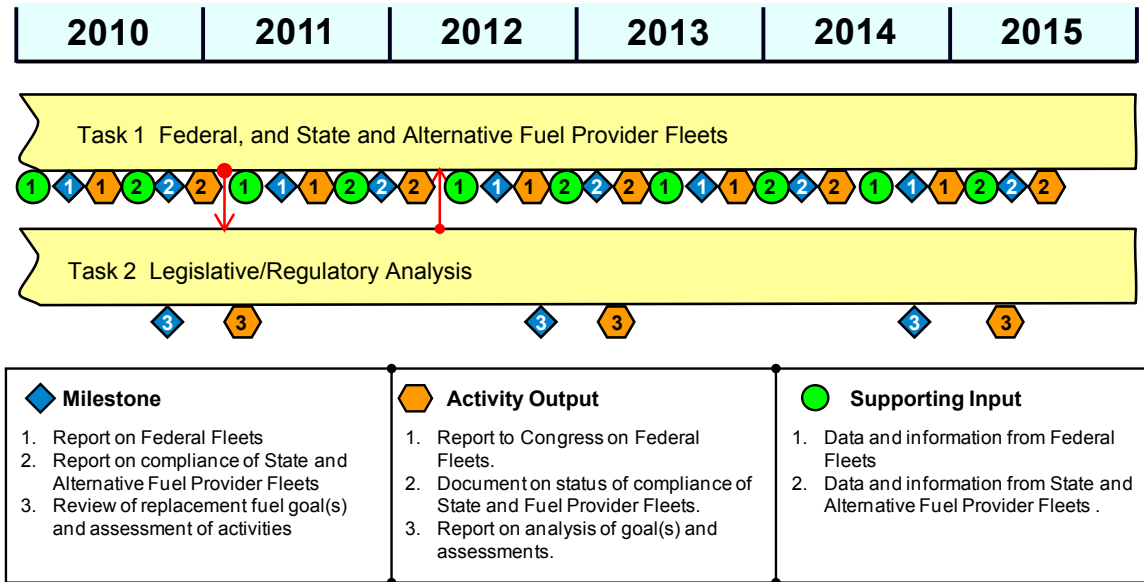 2010 2011 2012 2013 2014 2015
Task 1 Federal, and State and Alternative Fuel Provider Fleets
1 1 1 2 2 2 1 1 1 2 2 2 1 1 1 2 2 2 1 1 1 2 2 2 1 1 1 2 2 2
Task 2 Legislative/Regulatory Analysis
3 3 3 3 3 3
Milestone
1. Report on Federal Fleets
2. Report on compliance of State and
Alternative Fuel Provider Fleets
3. Review of replacement fuel goal(s)
and assessment of activities
Activity Output
1. Report to Congress on Federal
Fleets.
2. Document on status of compliance of
State and Fuel Provider Fleets.
3. Report on analysis of goal(s) and
assessments.
Supporting Input
1. Data and information from Federal
Fleets
2. Data and information from State and
Alternative Fuel Provider Fleets .